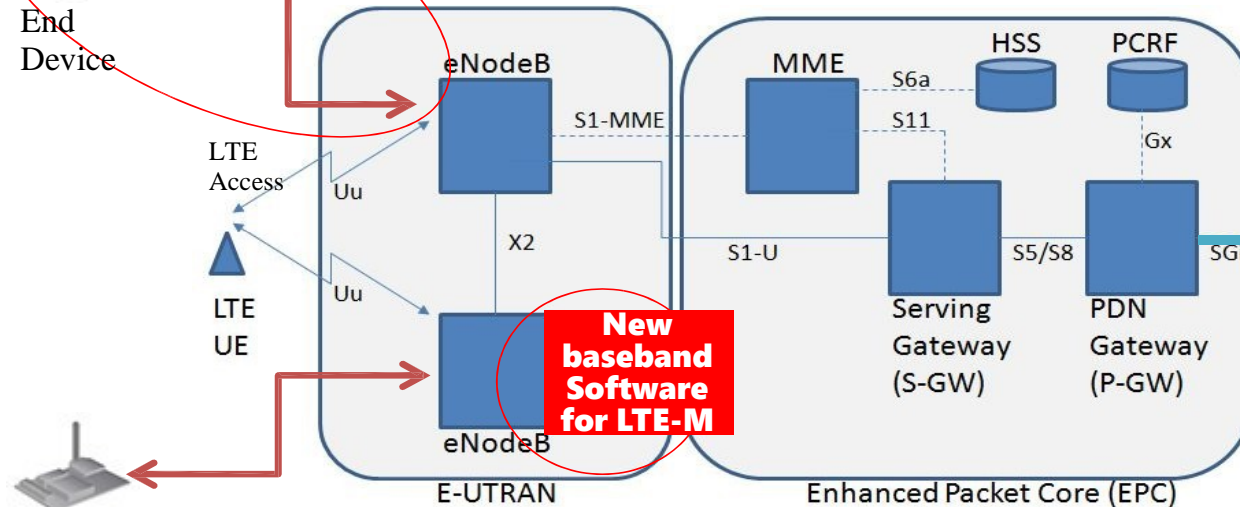 End
Device
eNodeB
MME
HSS
PCRF
S6a
S1-MME
S11
Gx
LTE
Access
Uu
X2
S1-U
S5/S8
SG
Uu
LTE
UE
New
baseband
Software
for LTE-M
Serving
Gateway
(S-GW)
PDN
Gateway
(P-GW)
eNodeB
E-UTRAN
Enhanced Packet Core (EPC)